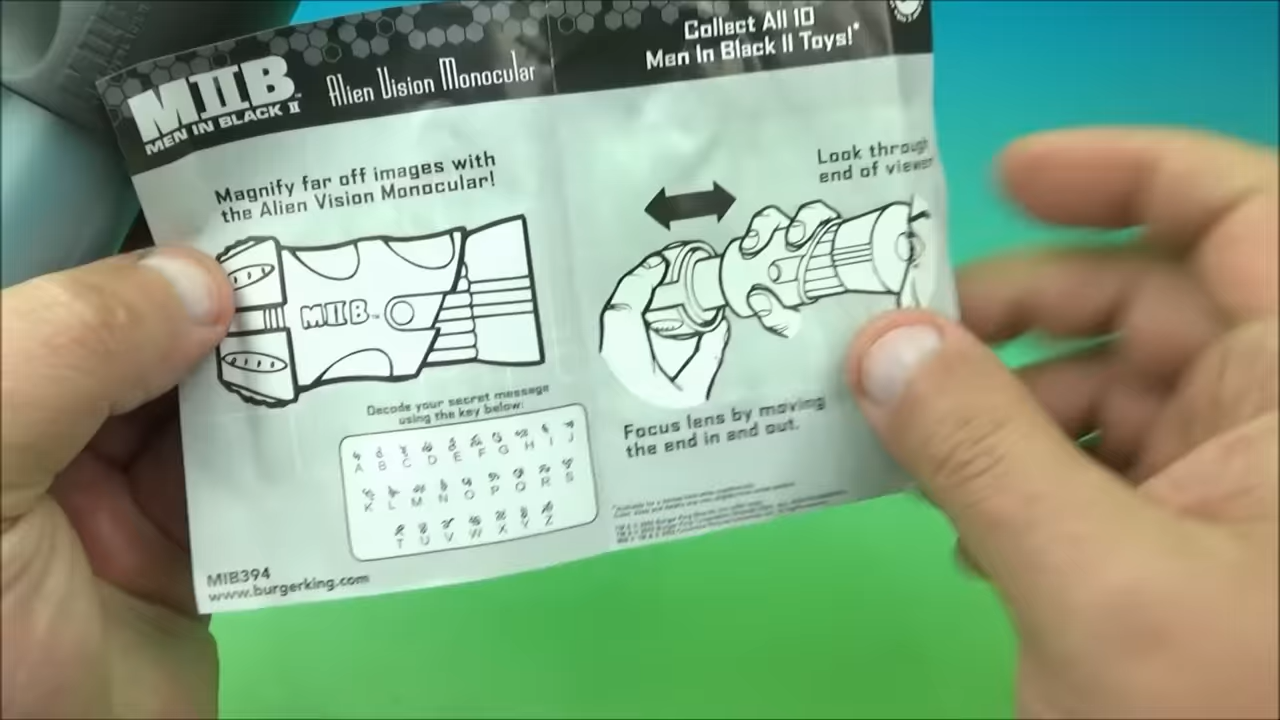 MIIB™
MEN IN BLACK II
Alien Vision Monocular
Magnify far off images with
the Alien Vision Monocular!
MIIB™
Decode your secret message
using the key below:
A B C D E F G H I J
K L M N O P Q R S
T U V W X Y Z
MIB394
www.burgerking.com
Collect All 10
Men In Black II Toys!*
Look through
end of viewer
Focus lens by moving
the end in and out.